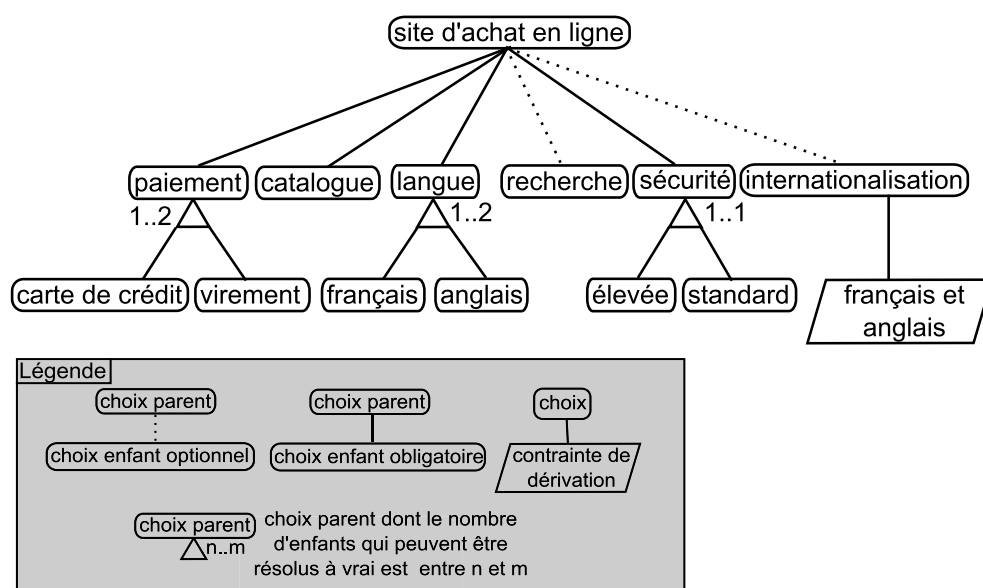 site d'achat en ligne
paiement catalogue langue recherche sécurité internationalisation
1..2 1..2 1..1
carte de crédit virement français anglais élevée standard français et
anglais
Légende
choix parent choix parent choix
choix enfant optionnel choix enfant obligatoire contrainte de
dérivation
choix parent choix parent dont le nombre
n..m d'enfants qui peuvent être
résolus à vrai est entre n et m